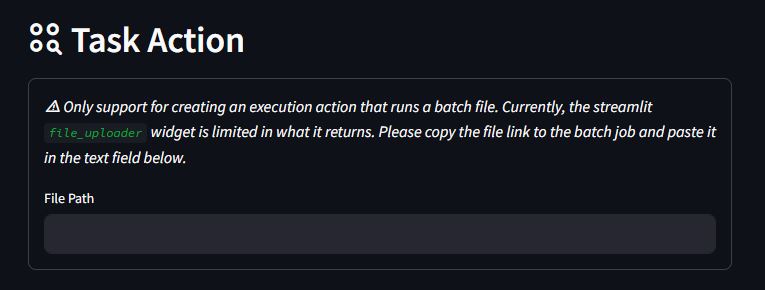 Task Action
⚠ Only support for creating an execution action that runs a batch file. Currently, the streamlit
file_uploader widget is limited in what it returns. Please copy the file link to the batch job and paste it
in the text field below.
File Path